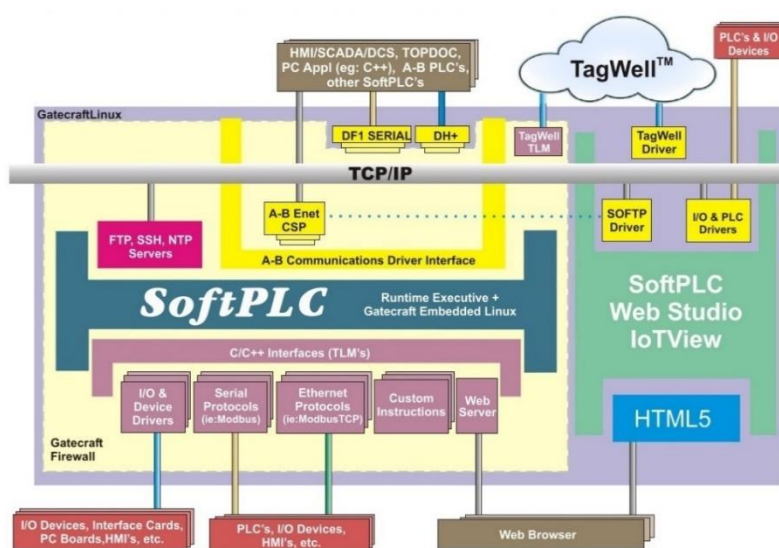 HMI/SCADA/DCS, TOPDOC,
PC Appl (eg: C++), A-B PLC's,
other SoftPLC's
TagWell™
PLC's & I/O
Devices
GatecraftLinux
DF1 SERIAL
DH+
TagWell
TLM
TagWell
Driver
TCP/IP
FTP, SSH, NTP
Servers
A-B Enet
CSP
SOFTP
Driver
I/O & PLC
Drivers
A-B Communications Driver Interface
SoftPLC
Runtime Executive +
Gatecraft Embedded Linux
SoftPLC
Web Studio
IoTView
C/C++ Interfaces (TLM's)
I/O &
Device
Drivers
Serial
Protocols
(ie:Modbus)
Ethernet
Protocols
(ie:ModbusTCP)
Custom
Instructions
Web
Server
HTML5
Gatecraft
Firewall
I/O Devices, Interface Cards,
PC Boards,HMI's, etc.
PLC's, I/O Devices,
HMI's, etc.
Web Browser